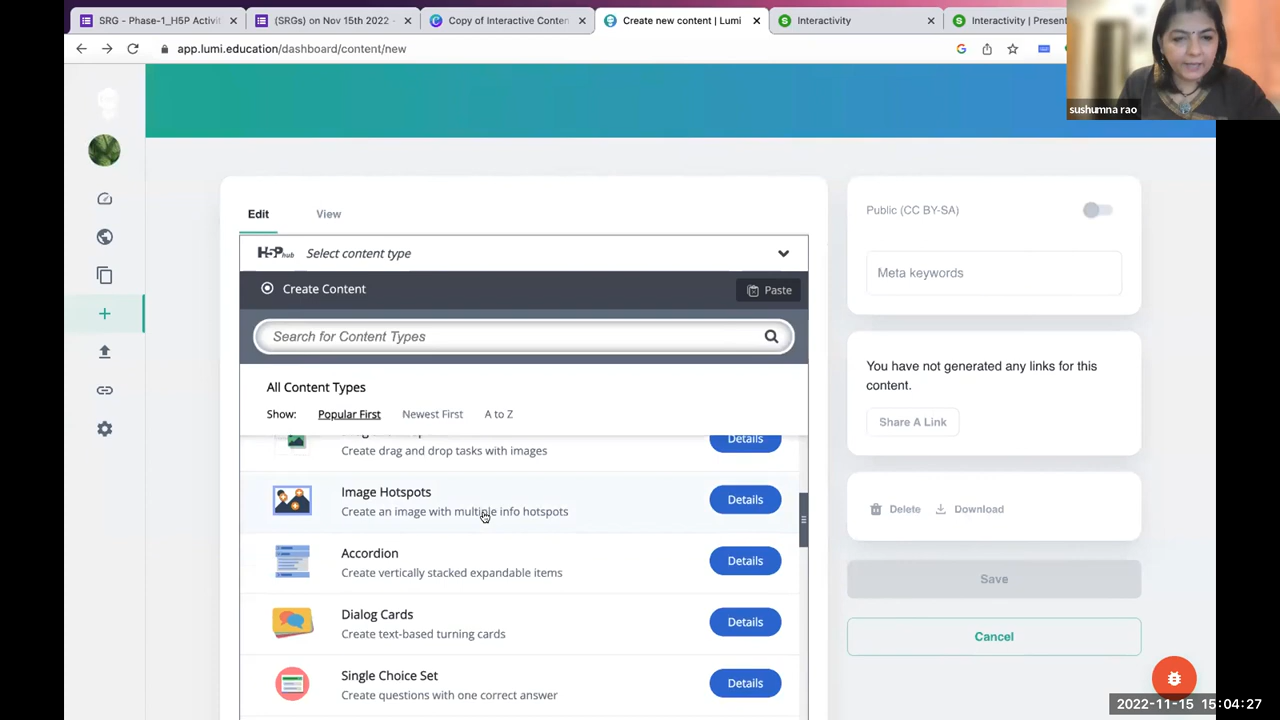 SRG - Phase-1_H5P Activiti
(SRGs) on Nov 15th 2022 -
Copy of Interactive Conten
Create new content | Lumi
Interactivity
Interactivity | Present
app.lumi.education/dashboard/content/new
sushumna rao
Edit
View
H5P hub
Select content type
Create Content
Paste
Search for Content Types
All Content Types
Show:
Popular First
Newest First
A to Z
Create drag and drop tasks with images
Details
Image Hotspots
Create an image with multiple info hotspots
Details
Accordion
Create vertically stacked expandable items
Details
Dialog Cards
Create text-based turning cards
Details
Single Choice Set
Create questions with one correct answer
Details
Public (CC BY-SA)
Meta keywords
You have not generated any links for this
content.
Share A Link
Delete
Download
Save
Cancel
2022-11-15 15:04:27